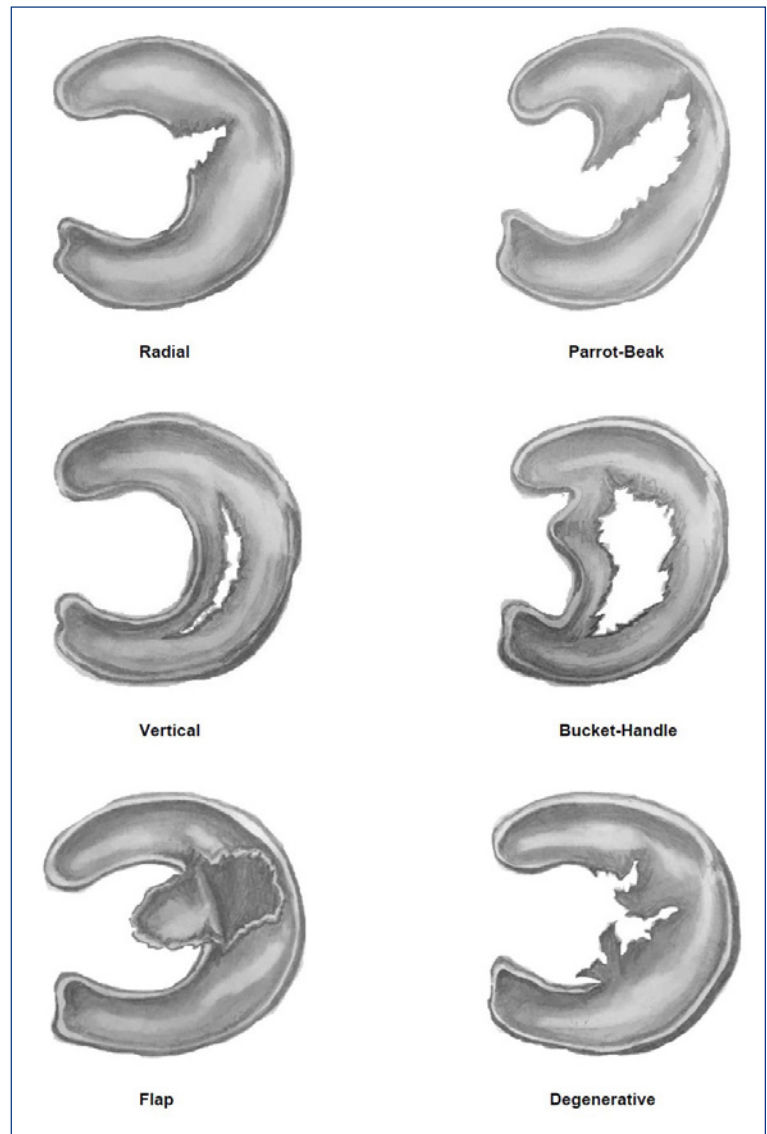 Radial
Parrot-Beak
Vertical
Bucket-Handle
Flap
Degenerative